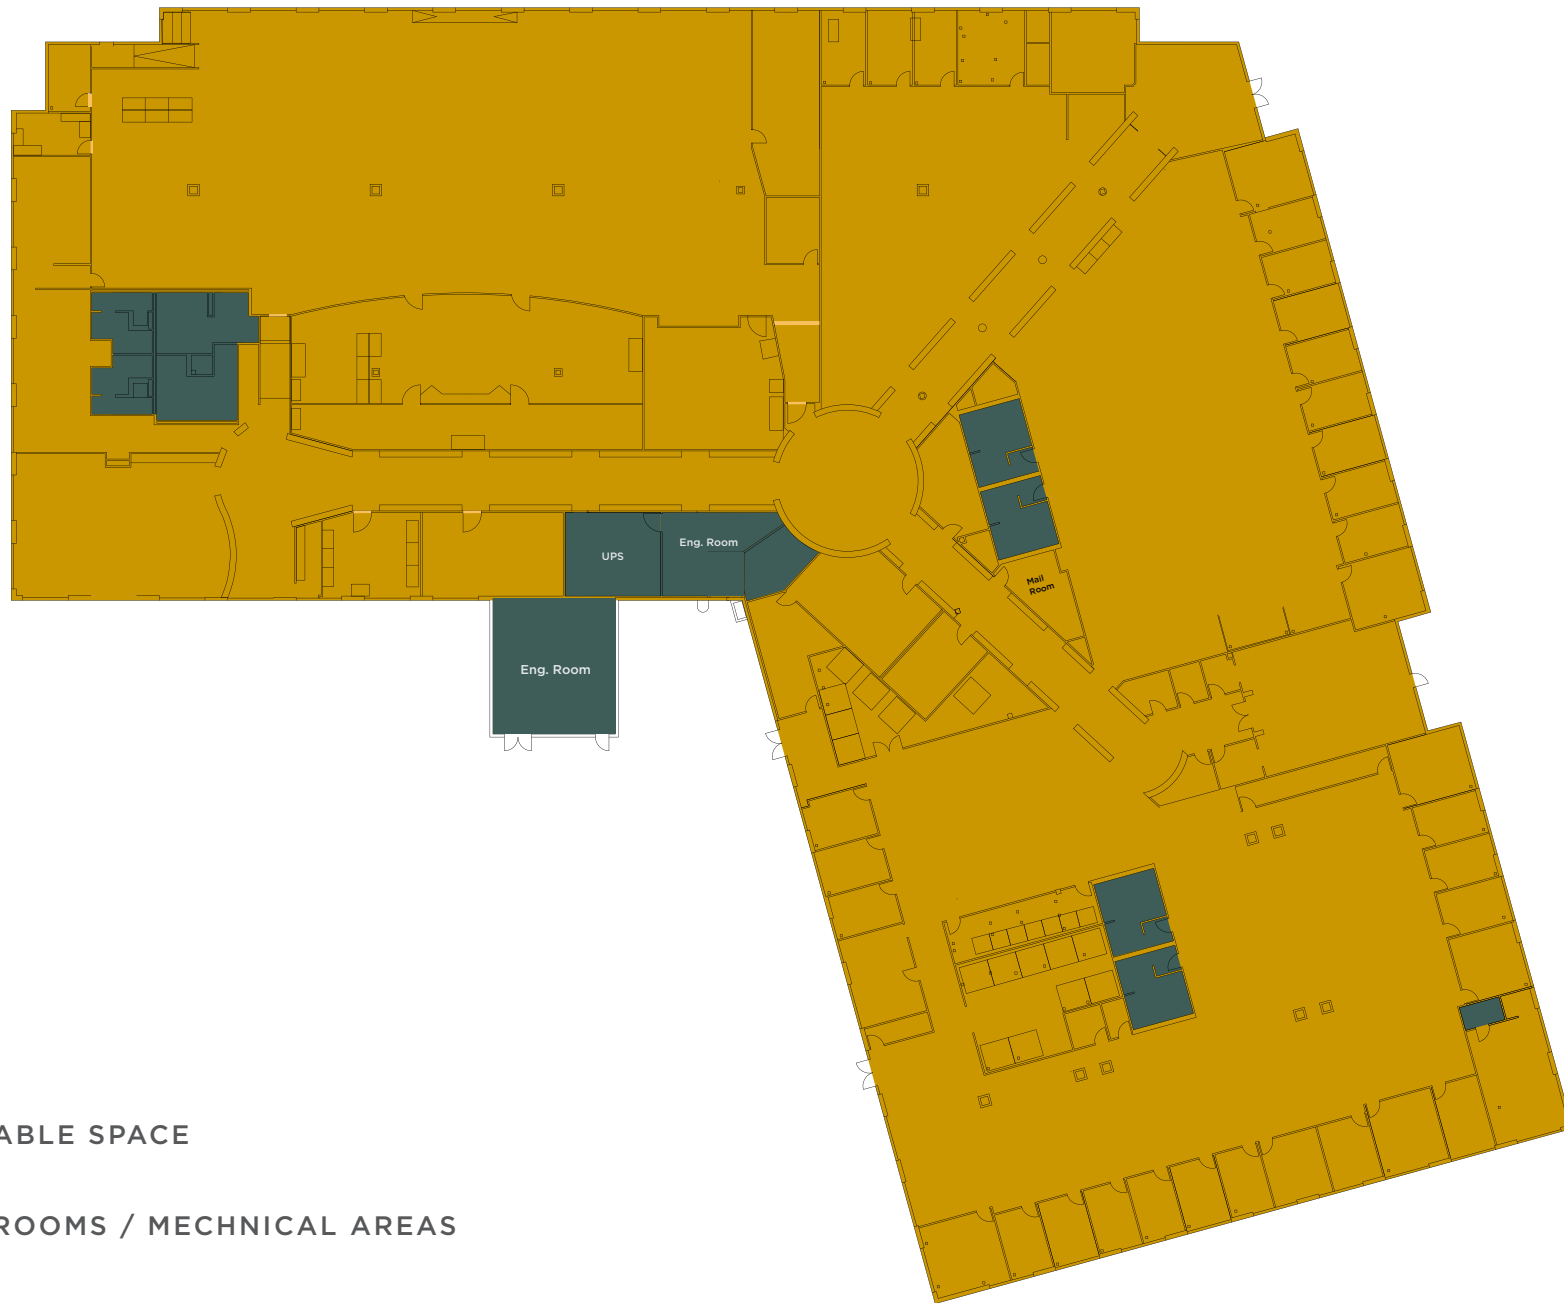 UPS
Eng. Room
Mail
Room
Eng. Room
ABLE SPACE
ROOMS / MECHNICAL AREAS